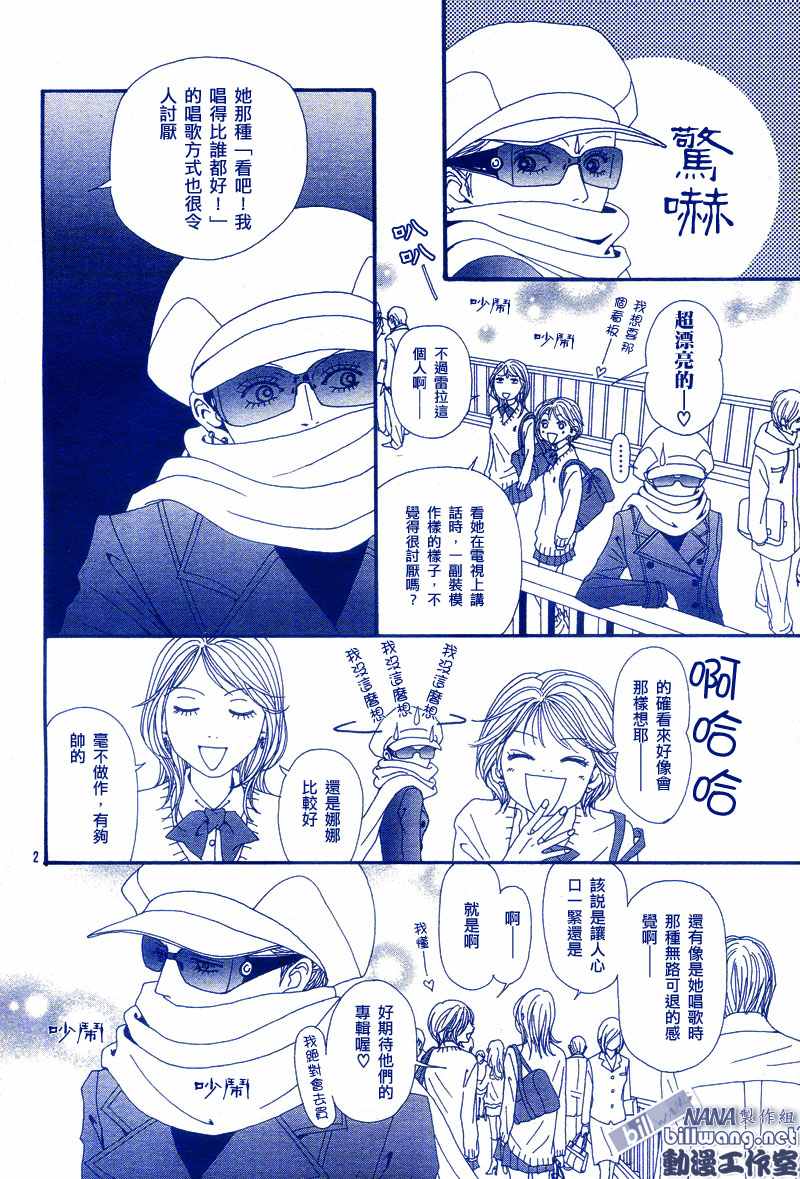 驚
嚇
叭
叭—
吵鬧
吵鬧
我想要那
個看板
超漂亮的—♡
……
不過雷拉這
個人啊—
看她在電視上講
話時，一副裝模
作樣的樣子，不
覺得很討厭嗎？
她那種「看吧！我
唱得比誰都好！」
的唱歌方式也很令
人討厭
啊哈哈
的確看來好像會
那樣想耶—
我沒這麼想
我沒這麼想
我沒這麼想
還是娜娜
比較好
毫不做作，有夠
帥的
還有像是她唱歌時
那種無路可退的感
覺啊—
該説是讓人心
口一緊還是
—啊—
就是啊
我懂—♡
好期待他們的
專輯喔♡
我絕對會去買
吵鬧
吵鬧
2
NANA製作組
bill
billwang.net
動漫工作室